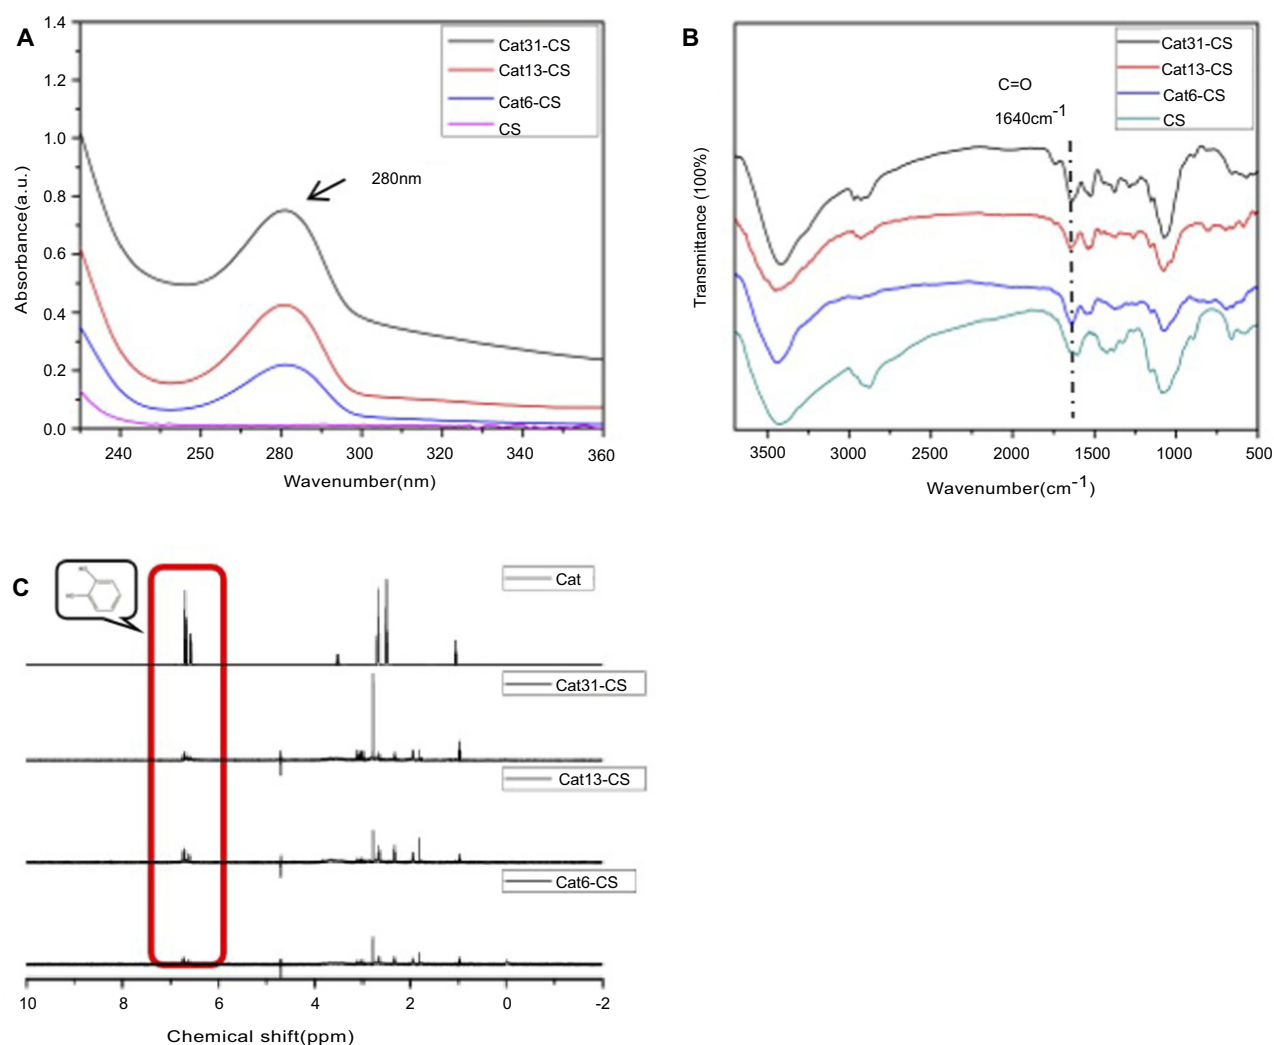 A
1.4
1.2
1.0
0.8
0.6
0.4
0.2
0.0
Absorbance(a.u.)
Cat31-CS
Cat13-CS
Cat6-CS
CS
280nm
240
250
280
300
320
340
360
Wavenumber(nm)
B
Transmittance (100%)
C=O
1640cm-1
Cat31-CS
Cat13-CS
Cat6-CS
CS
3500
3000
2500
2000
1500
1000
500
Wavenumber(cm-1)
C
Cat
Cat31-CS
Cat13-CS
Cat6-CS
10
8
6
4
2
0
-2
Chemical shift(ppm)